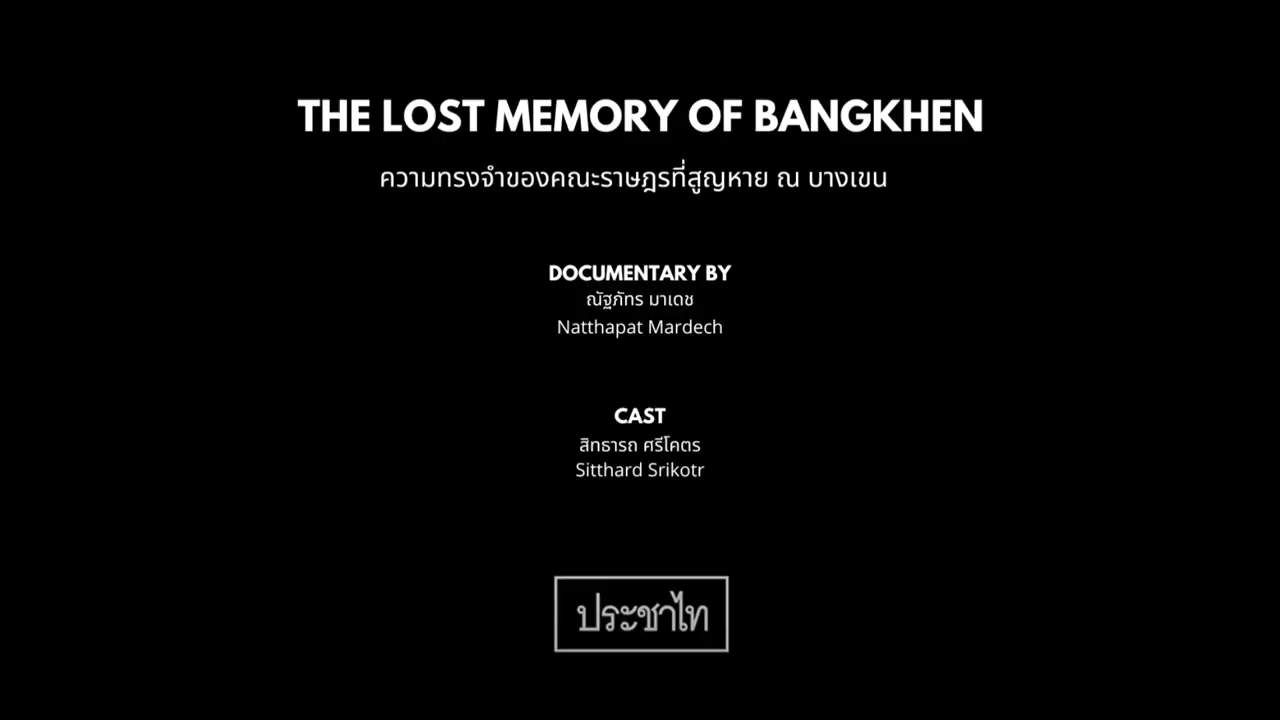 THE LOST MEMORY OF BANGKHEN
ความทรงจำของคณะราษฎรที่สูญหาย ณ บางเขน
DOCUMENTARY BY
ณัฐภัทร มาเดช
Natthapat Mardech
CAST
สิทธารถ ศรีโคตร
Sitthard Srikotr
ประชาไท